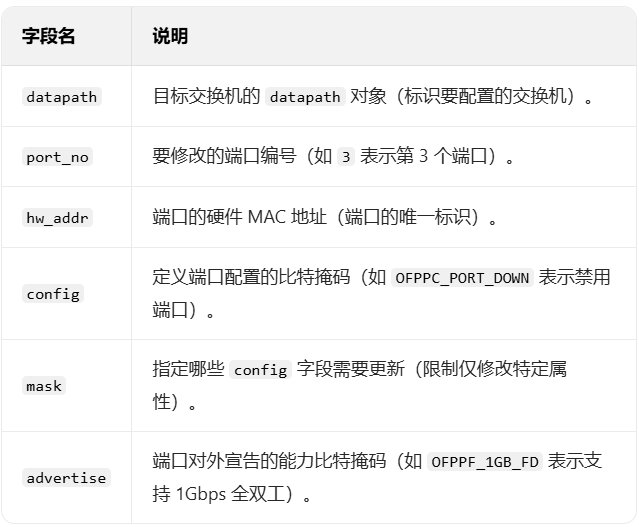 字段名 说明
datapath 目标交换机的 datapath 对象（标识要配置的交换机）。
port_no 要修改的端口编号（如 3 表示第 3 个端口）。
hw_addr 端口的硬件 MAC 地址（端口的唯一标识）。
定义端口配置的比特掩码（如 OFPPC_PORT_DOWN 表示禁用
config
端口）。
指定哪些 config 字段需要更新（限制仅修改特定属
mask
性）。
端口对外宣告的能力比特掩码（如 OFPPF_1GB_FD 表示支
advertise
持 1Gbps 全双工）。